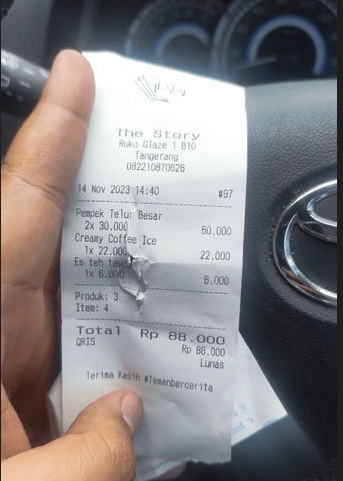 The Story
Ruko Glaze 1 B10
Tangerang
082210870626
14 Nov 2023 14:40 #97
Pempek Telur Besar
2x 30.000 60.000
Creamy Coffee Ice
1x 22.000 22.000
Es teh
1x 6.000 6.000
Produk: 3
Item: 4
Total Rp 88.000
QRIS Rp 88.000
Lunas
Terima Kasih #Temanbercerita